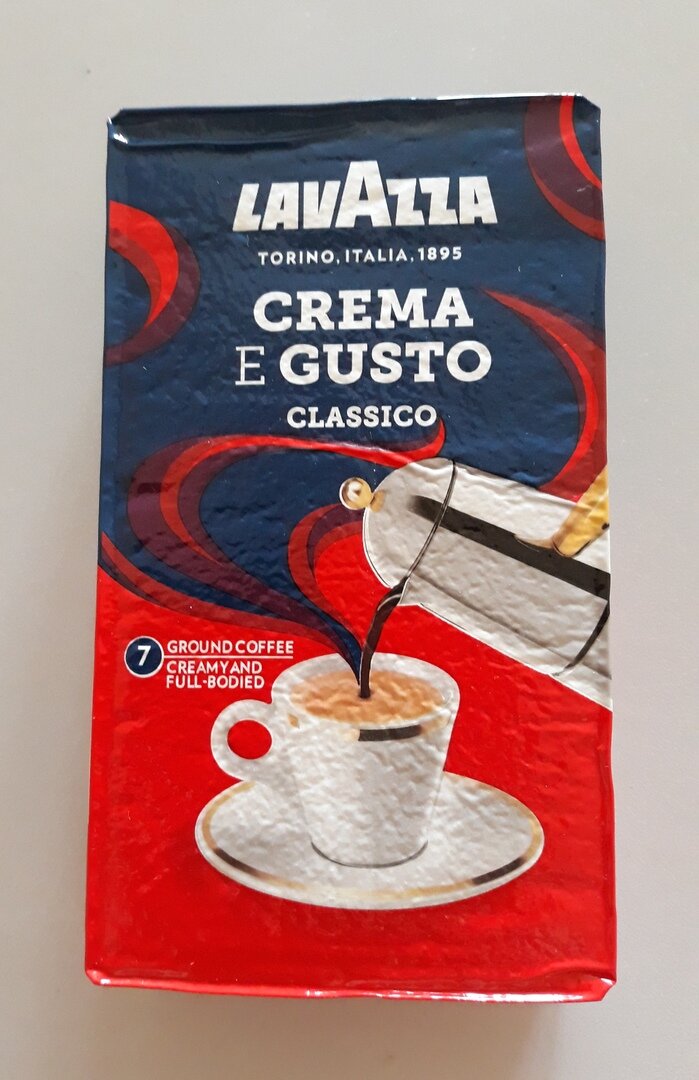 LAVAZZA
TORINO, ITALIA, 1895
CREMA
E GUSTO
CLASSICO
7
GROUND COFFEE
CREAMY AND
FULL-BODIED